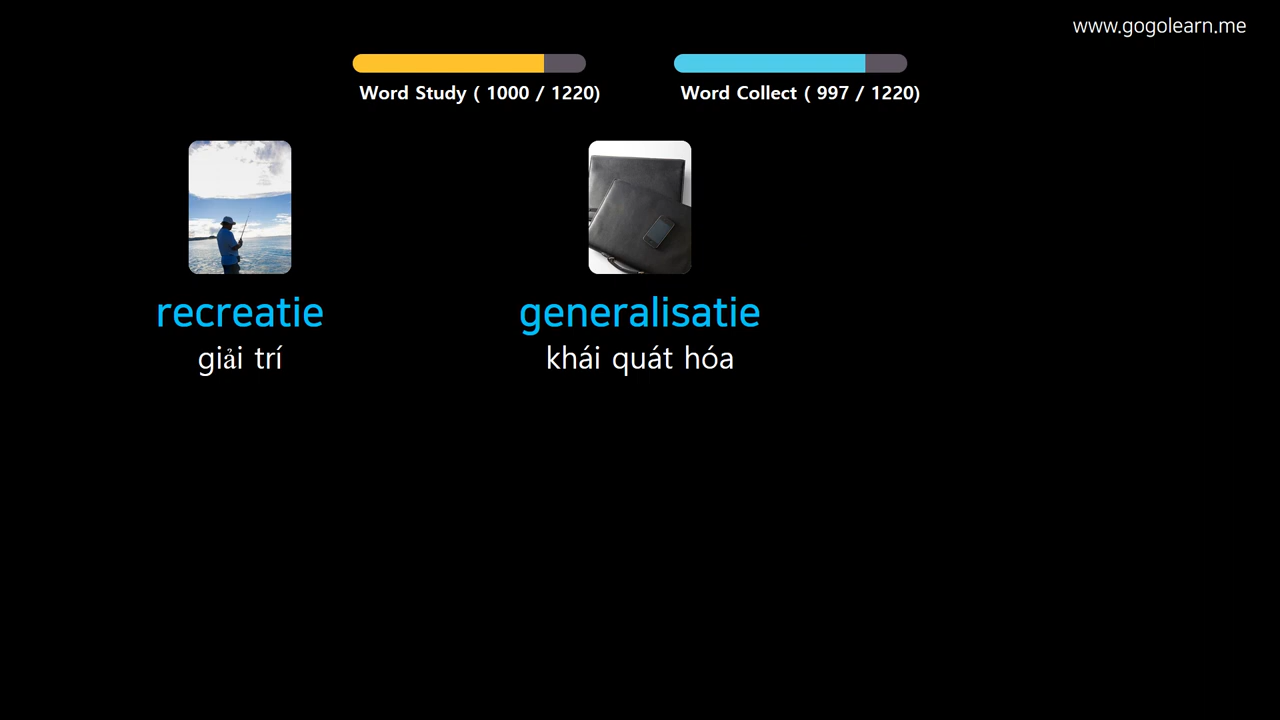 www.gogolearn.me
Word Study ( 1000 / 1220)
Word Collect ( 997 / 1220)
recreatie
giải trí
generalisatie
khái quát hóa